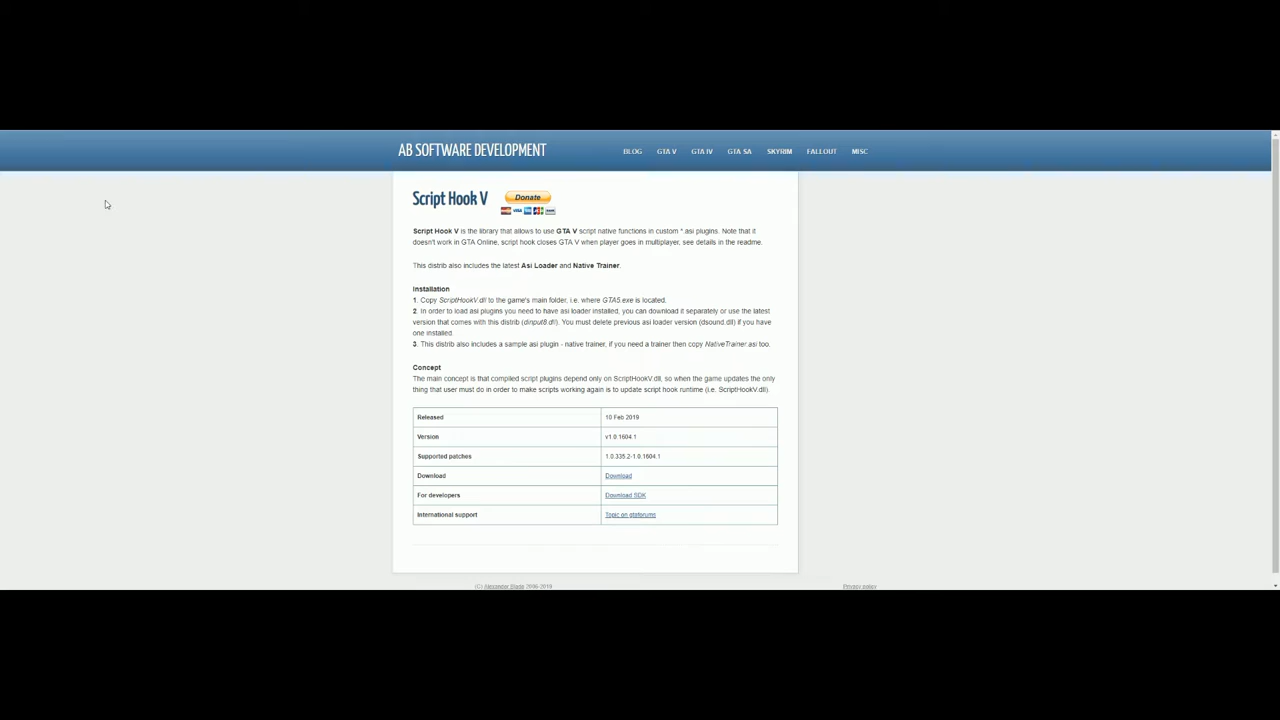 AB SOFTWARE DEVELOPMENT
BLOG GTA V GTA IV GTA SA SKYRIM FALLOUT MISC
Script Hook V
Donate
Script Hook V is the library that allows to use GTA V script native functions in custom *.asi plugins. Note that it
doesn't work in GTA Online, script hook closes GTA V when player goes in multiplayer, see details in the readme.
This distrib also includes the latest Asi Loader and Native Trainer.
Installation
1. Copy ScriptHookV.dll to the game's main folder, i.e. where GTA5.exe is located.
2. In order to load asi plugins you need to have asi loader installed, you can download it separately or use the latest
version that comes with this distrib (dinput8.dll). You must delete previous asi loader version (dsound.dll) if you have
one installed.
3. This distrib also includes a sample asi plugin - native trainer, if you need a trainer then copy NativeTrainer.asi too.
Concept
The main concept is that compiled script plugins depend only on ScriptHookV.dll, so when the game updates the only
thing that user must do in order to make scripts working again is to update script hook runtime (i.e. ScriptHookV.dll).
Released 10 Feb 2019
Version v1.0.1604.1
Supported patches 1.0.335.2-1.0.1604.1
Download Download
For developers Download SDK
International support Topic on gtaforums
(C) Alexander Blade 2006-2019 Privacy policy